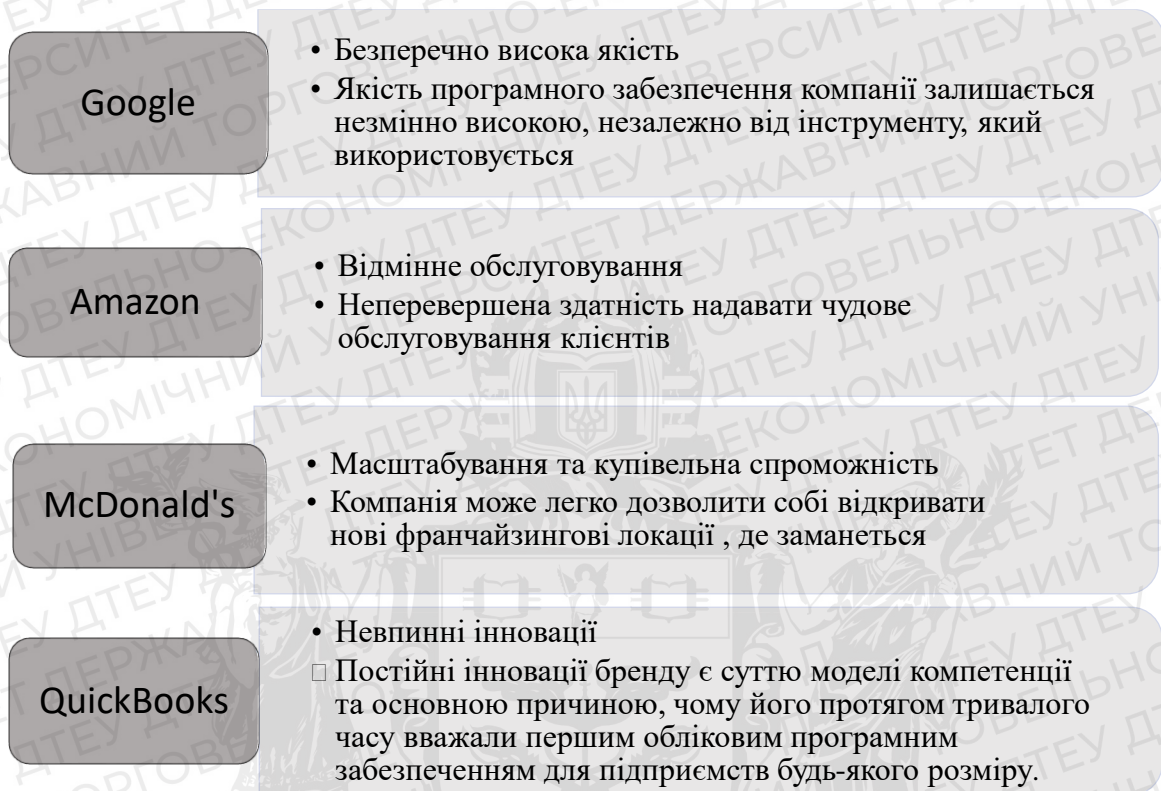 Google
• Безперечно висока якість
• Якість програмного забезпечення компанії залишається
незмінно високою, незалежно від інструменту, який
використовується
Amazon
• Відмінне обслуговування
• Неперевершена здатність надавати чудове
обслуговування клієнтів
McDonald's
• Масштабування та купівельна спроможність
• Компанія може легко дозволити собі відкривати
нові франчайзингові локації , де заманеться
QuickBooks
• Невпинні інновації
□ Постійні інновації бренду є суттю моделі компетенції
та основною причиною, чому його протягом тривалого
часу вважали першим обліковим програмним
забезпеченням для підприємств будь-якого розміру.